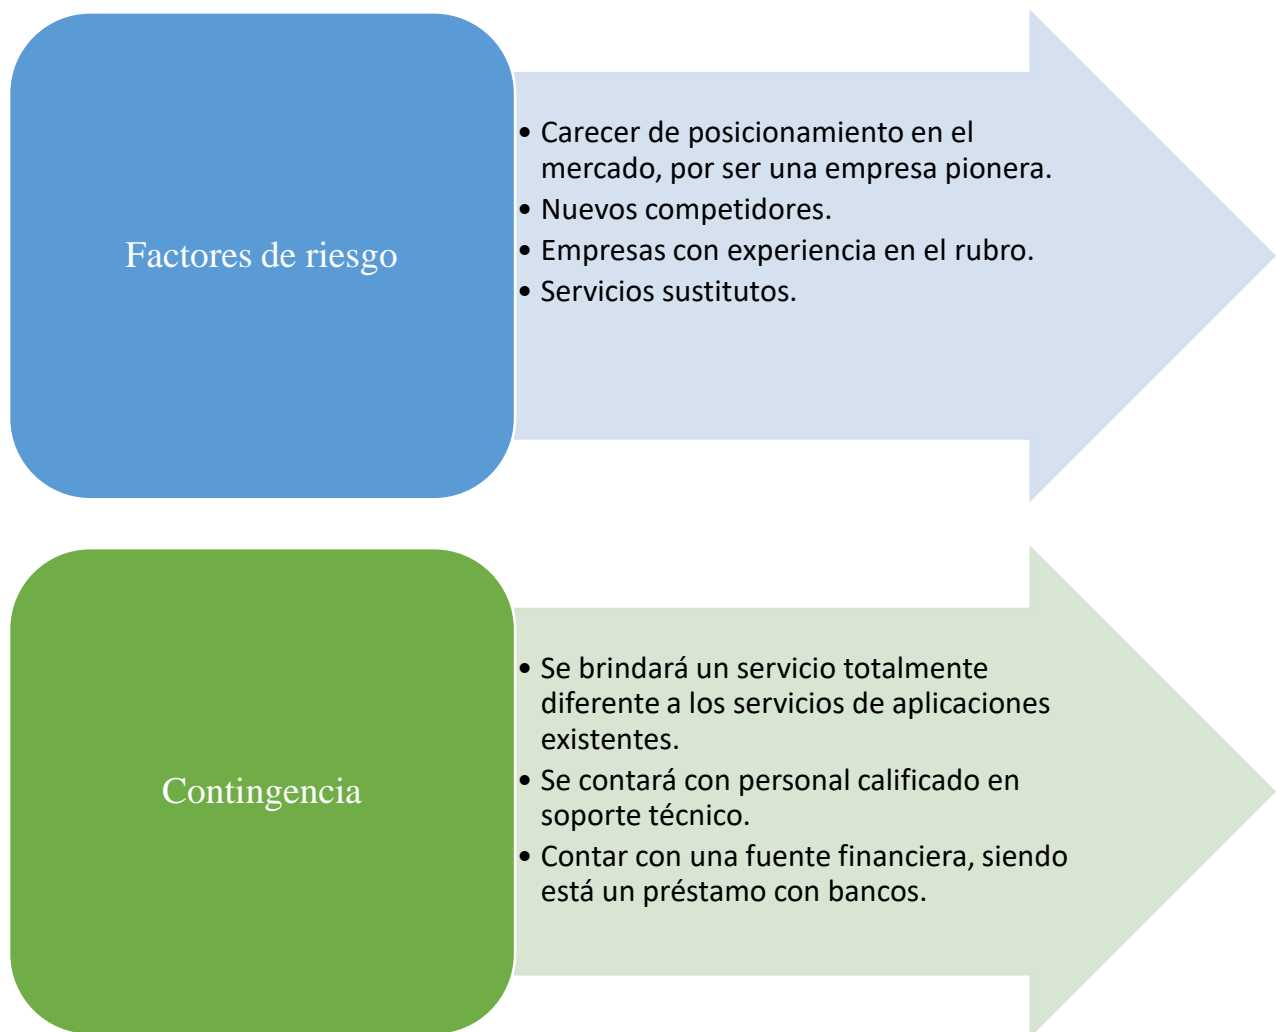 Factores de riesgo
• Carecer de posicionamiento en el
mercado, por ser una empresa pionera.
• Nuevos competidores.
• Empresas con experiencia en el rubro.
• Servicios sustitutos.
Contingencia
• Se brindará un servicio totalmente
diferente a los servicios de aplicaciones
existentes.
• Se contará con personal calificado en
soporte técnico.
• Contar con una fuente financiera, siendo
está un préstamo con bancos.